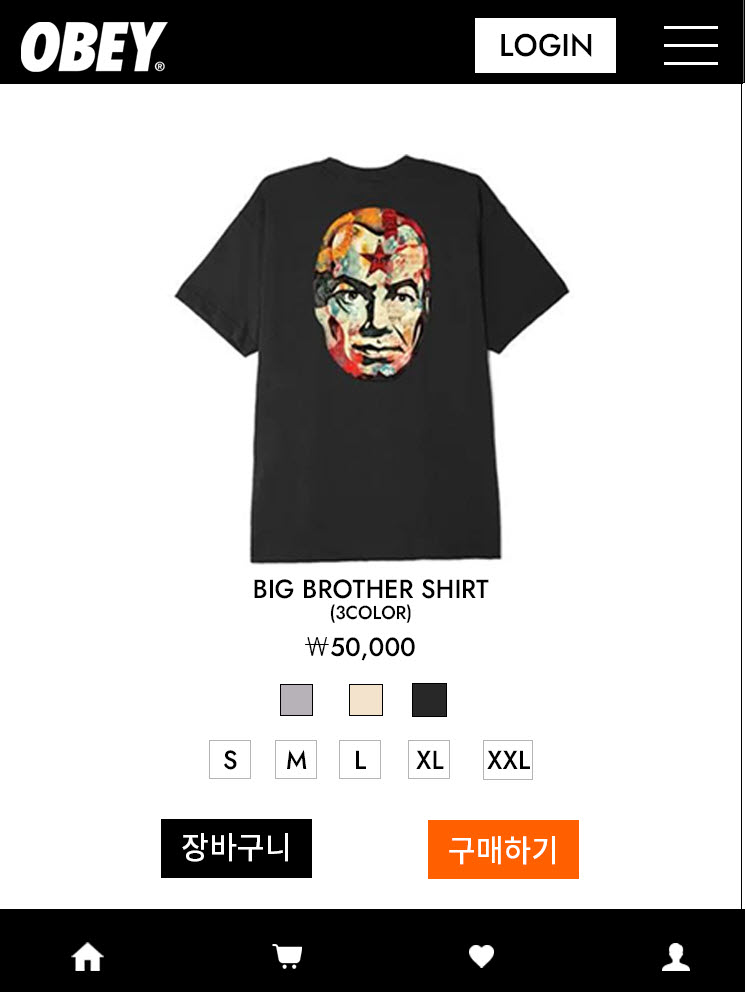 OBEY®
LOGIN
BIG BROTHER SHIRT
(3COLOR)
₩50,000
S M L XL XXL
장바구니 구매하기